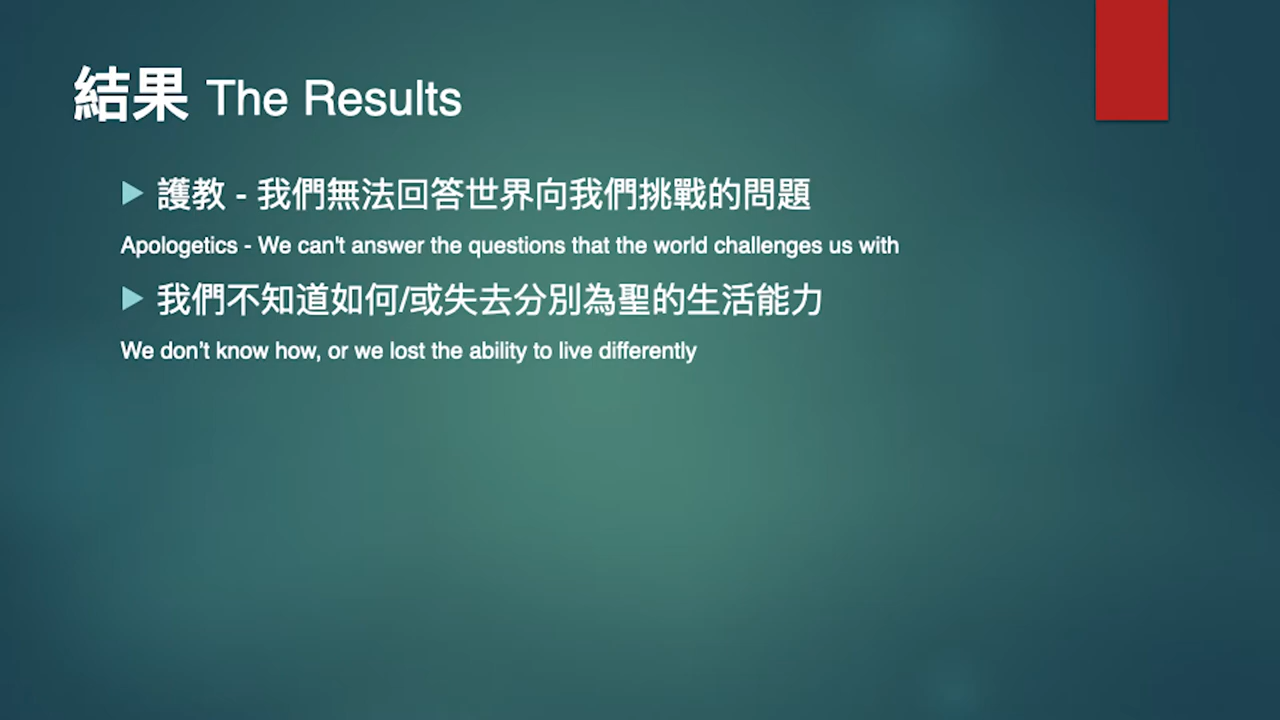 結果 The Results
護教 - 我們無法回答世界向我們挑戰的問題
Apologetics - We can't answer the questions that the world challenges us with
我們不知道如何/或失去分別為聖的生活能力
We don’t know how, or we lost the ability to live differently